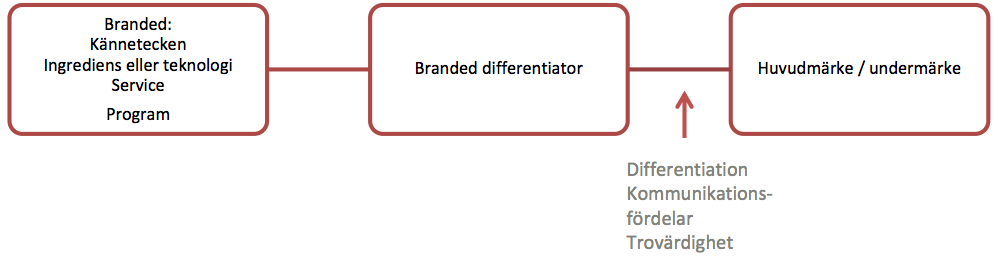 Branded:
Kännetecken
Ingrediens eller teknologi
Service
Program
Branded differentiator
Huvudmärke / undermärke
Differentiation
Kommunikations-
fördelar
Trovärdighet